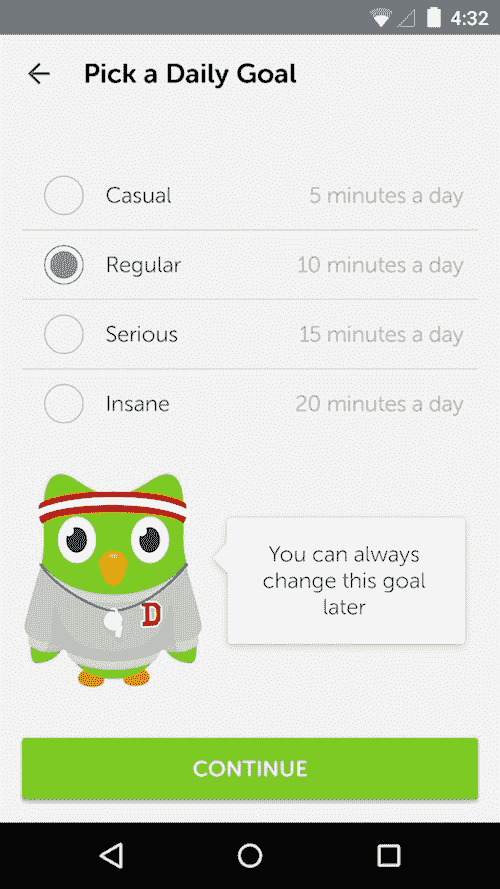 4:32
Pick a Daily Goal
Casual 5 minutes a day
Regular 10 minutes a day
Serious 15 minutes a day
Insane 20 minutes a day
D
You can always
change this goal
later
CONTINUE